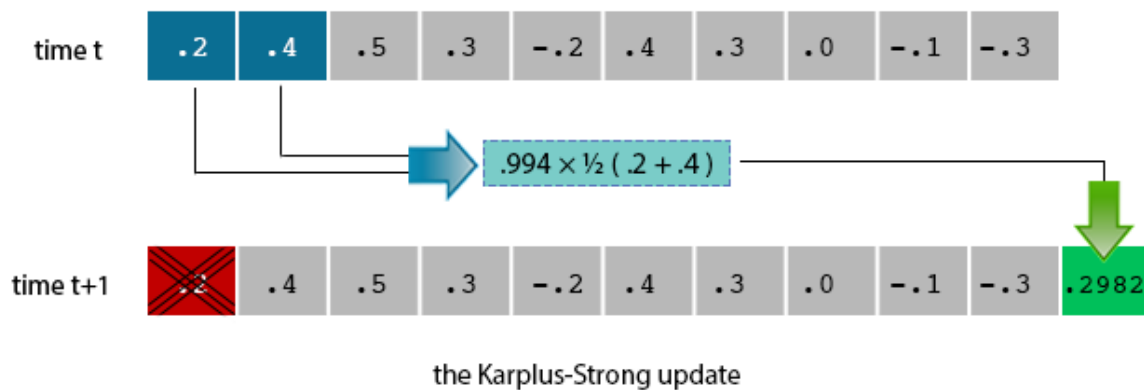 time t .2 .4 .5 .3 -.2 .4 .3 .0 -.1 -.3
.994 × ½ ( .2 + .4 )
time t+1 .2 .4 .5 .3 -.2 .4 .3 .0 -.1 -.3 .2982
the Karplus-Strong update